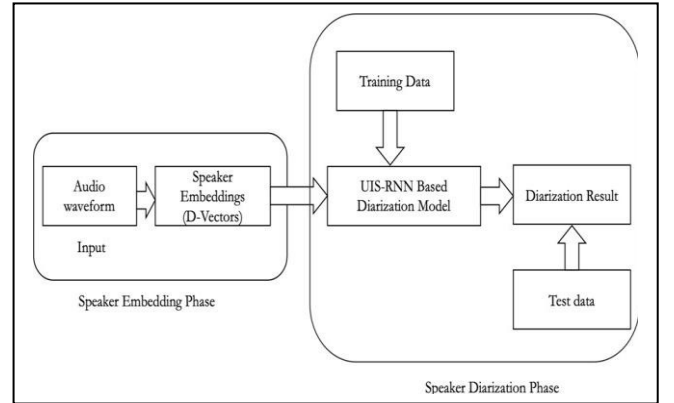 Training Data
Audio
waveform
Speaker
Embeddings
(D-Vectors)
UIS-RNN Based
Diarization Model
Diarization Result
Input
Test data
Speaker Embedding Phase
Speaker Diarization Phase